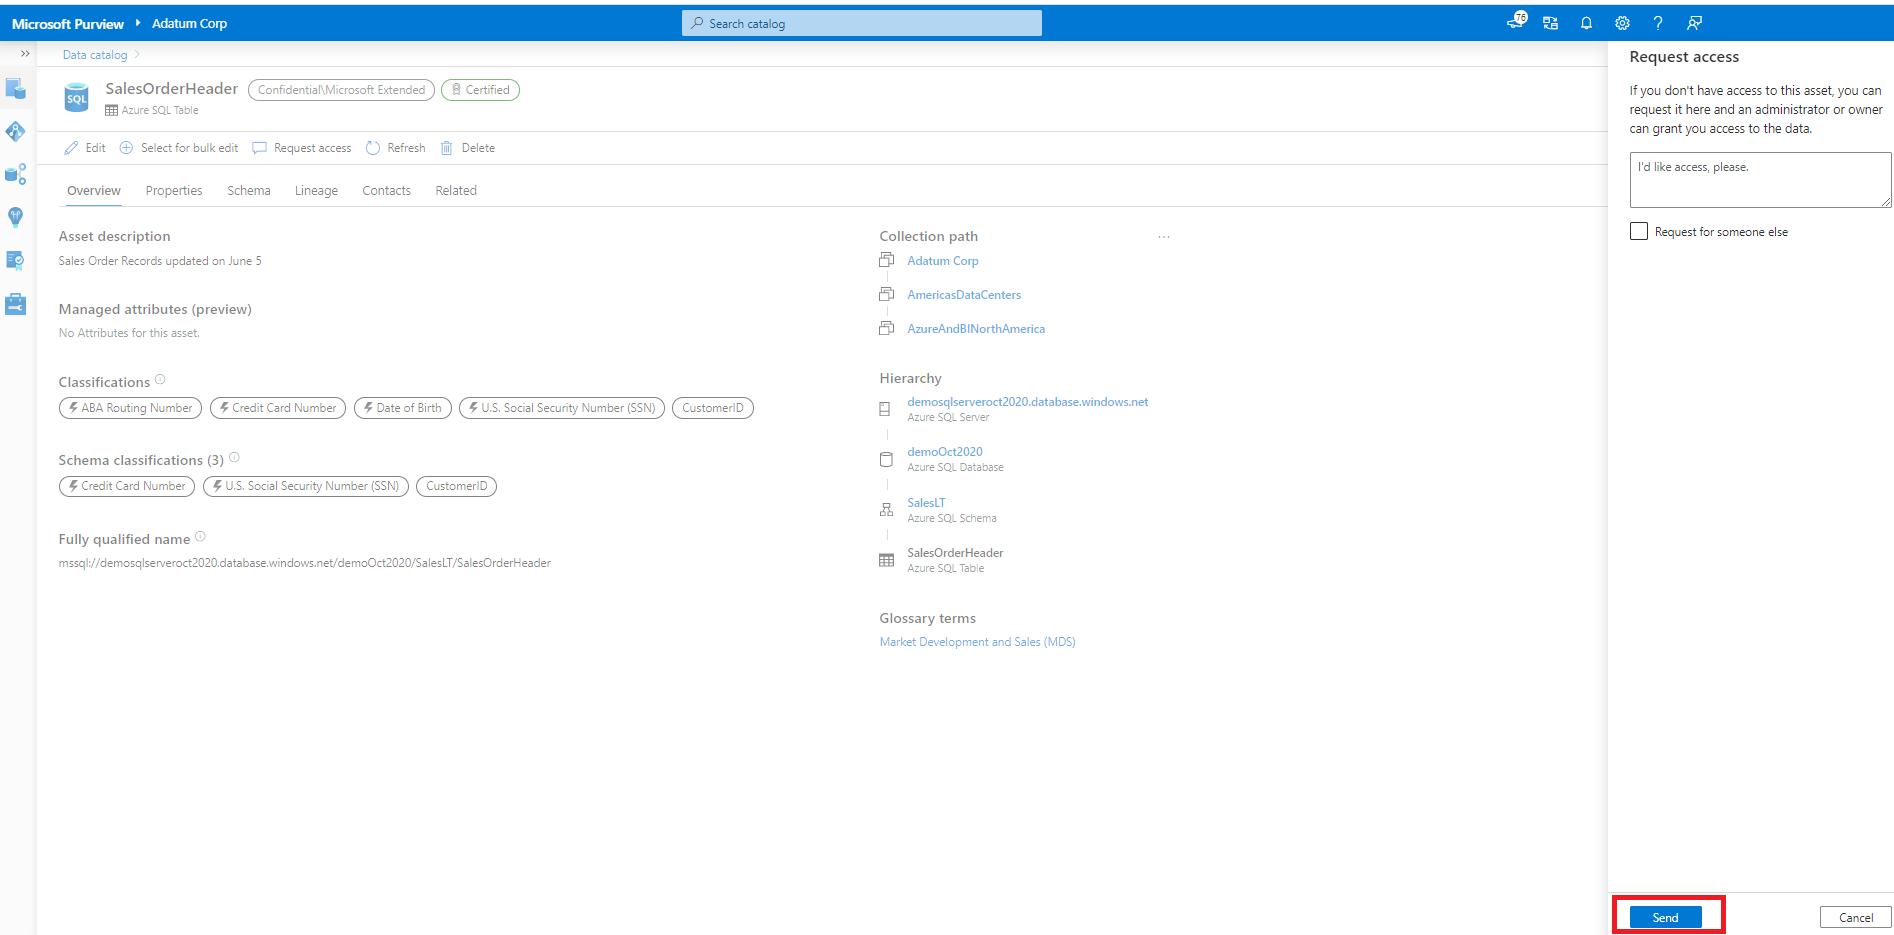 Microsoft Purview Adatum Corp
Search catalog
76
Data catalog
SQL
SalesOrderHeader Confidential\Microsoft Extended Certified
Azure SQL Table
Edit Select for bulk edit Request access Refresh Delete
Overview Properties Schema Lineage Contacts Related
Asset description
Sales Order Records updated on June 5
Managed attributes (preview)
No Attributes for this asset.
Classifications
ABA Routing Number Credit Card Number Date of Birth U.S. Social Security Number (SSN) CustomerID
Schema classifications (3)
Credit Card Number U.S. Social Security Number (SSN) CustomerID
Fully qualified name
mssql://demosqlserveroct2020.database.windows.net/demoOct2020/SalesLT/SalesOrderHeader
Collection path ...
Adatum Corp
AmericasDataCenters
AzureAndBINorthAmerica
Hierarchy
demosqlserveroct2020.database.windows.net
Azure SQL Server
demoOct2020
Azure SQL Database
SalesLT
Azure SQL Schema
SalesOrderHeader
Azure SQL Table
Glossary terms
Market Development and Sales (MDS)
Request access
If you don't have access to this asset, you can
request it here and an administrator or owner
can grant you access to the data.
I'd like access, please.
Request for someone else
Send Cancel